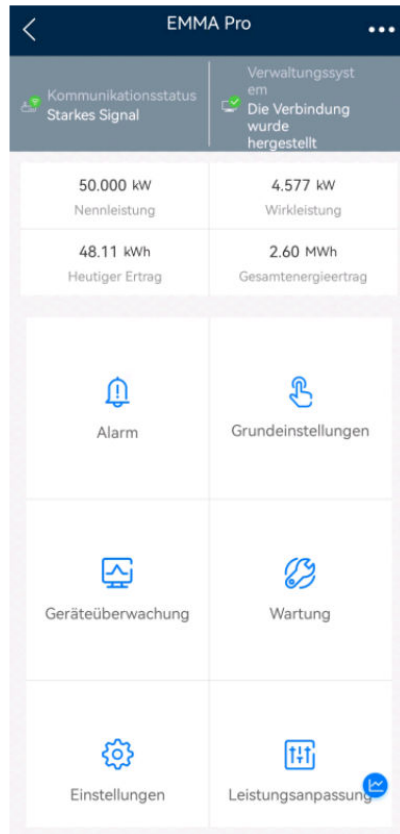 EMMA Pro
Kommunikationsstatus
Starkes Signal
Verwaltungssyst
em
Die Verbindung
wurde
hergestellt
50.000 kW
Nennleistung
4.577 kW
Wirkleistung
48.11 kWh
Heutiger Ertrag
2.60 MWh
Gesamtenergieertrag
Alarm
Grundeinstellungen
Geräteüberwachung
Wartung
Einstellungen
Leistungsanpassung